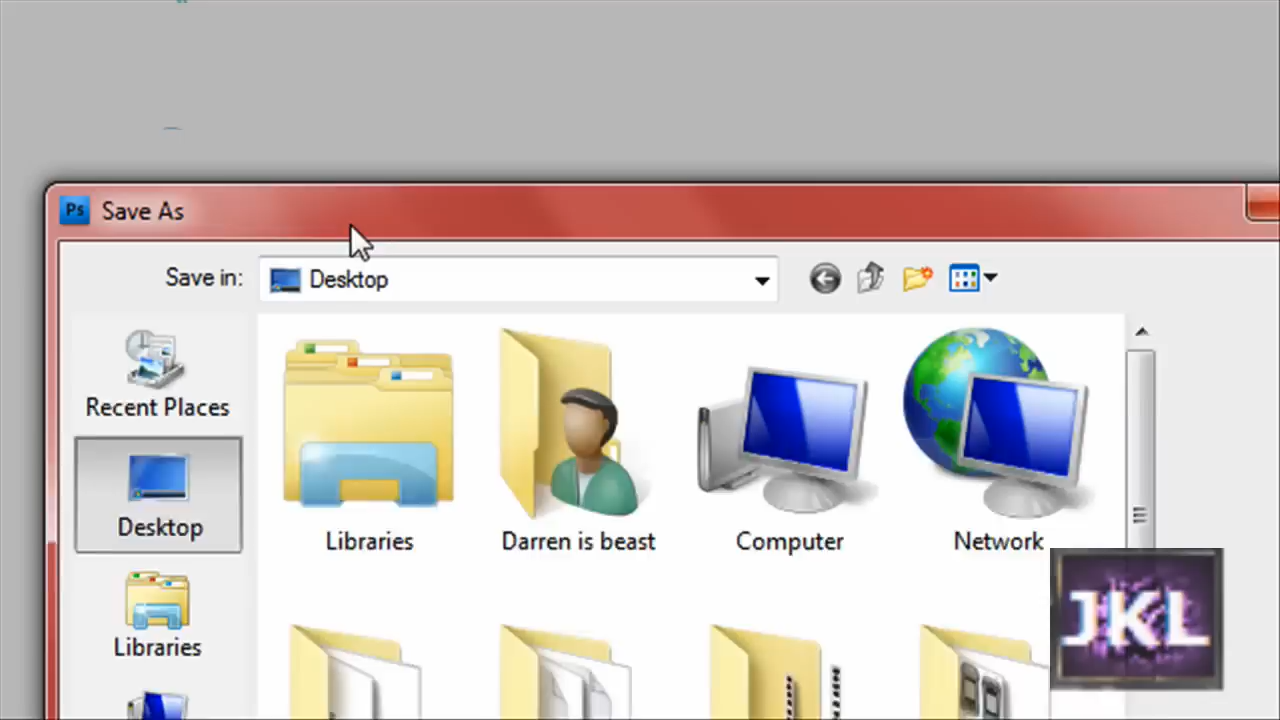 Ps Save As
Save in: Desktop
Recent Places
Desktop
Libraries
Libraries
Darren is beast
Computer
Network
JKL